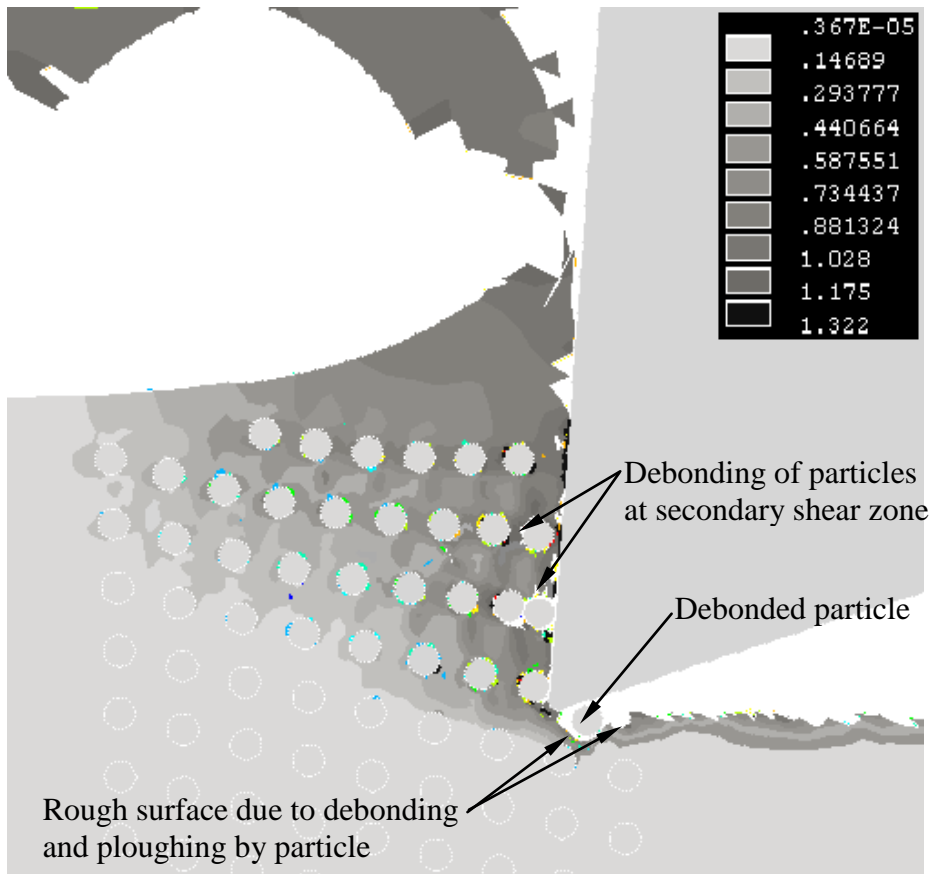 .367E-05
.14689
.293777
.440664
.587551
.734437
.881324
1.028
1.175
1.322
Debonding of particles
at secondary shear zone
Debonded particle
Rough surface due to debonding
and ploughing by particle